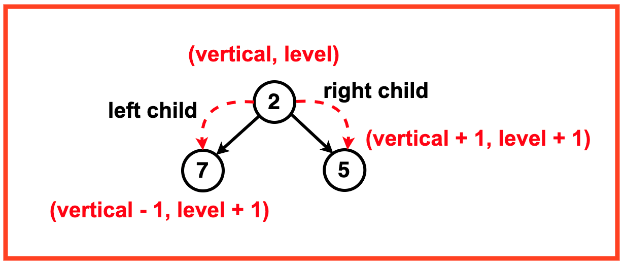 (vertical, level)
2
right child
left child
(vertical + 1, level + 1)
7
5
(vertical - 1, level + 1)